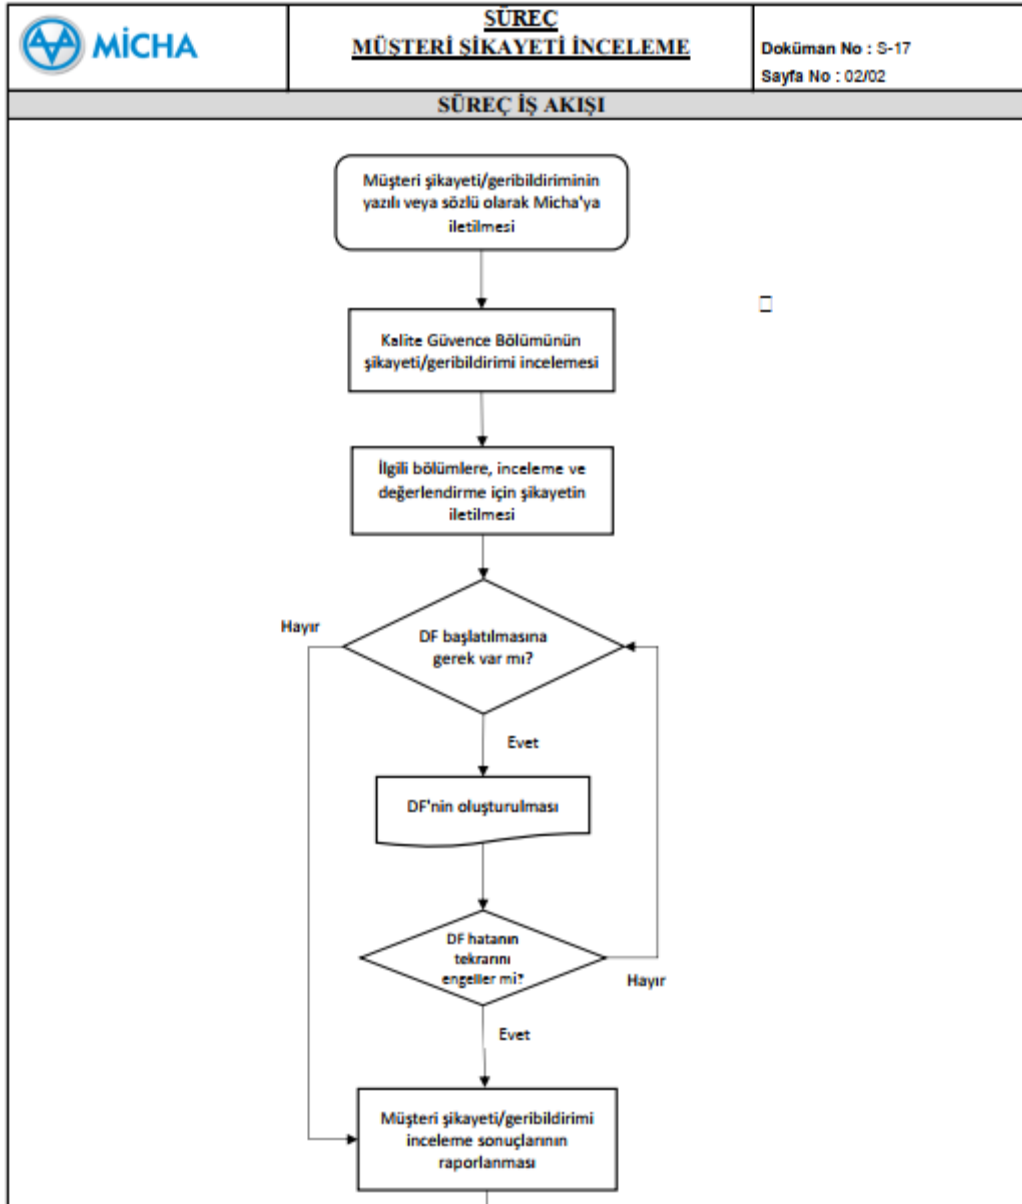 MİCHA
SÜREÇ
MÜŞTERİ ŞİKAYETİ İNCELEME
Doküman No : S-17
Sayfa No : 02/02
SÜREÇ İŞ AKIŞI
Müşteri şikayeti/geribildiriminin
yazılı veya sözlü olarak Micha'ya
iletilmesi
Kalite Güvence Bölümünün
şikayeti/geribildirimi incelemesi
İlgili bölümlere, inceleme ve
değerlendirme için şikayetin
iletilmesi
Hayır
DF başlatılmasına
gerek var mı?
Evet
DF'nin oluşturulması
DF hatanın
tekrarını
engeller mi?
Hayır
Evet
Müşteri şikayeti/geribildirimi
inceleme sonuçlarının
raporlanması